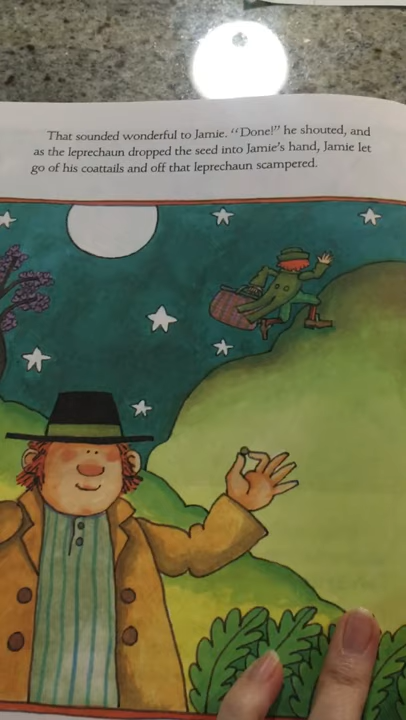 That sounded wonderful to Jamie. "Done!" he shouted, and
as the leprechaun dropped the seed into Jamie's hand, Jamie let
go of his coattails and off that leprechaun scampered.